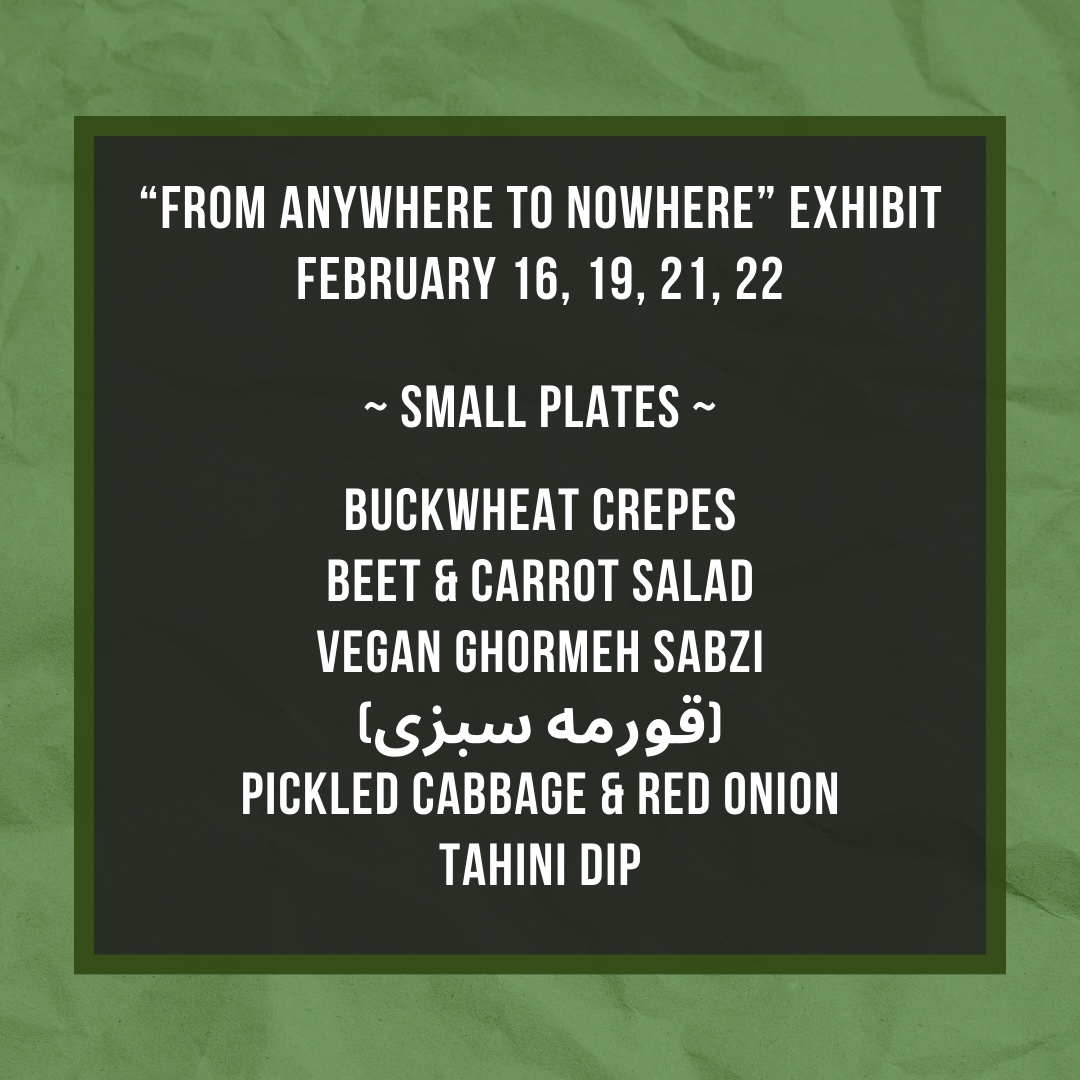 “FROM ANYWHERE TO NOWHERE” EXHIBIT
FEBRUARY 16, 19, 21, 22
~ SMALL PLATES ~
BUCKWHEAT CREPES
BEET & CARROT SALAD
VEGAN GHORMEH SABZI
(قورمه سبزی)
PICKLED CABBAGE & RED ONION
TAHINI DIP